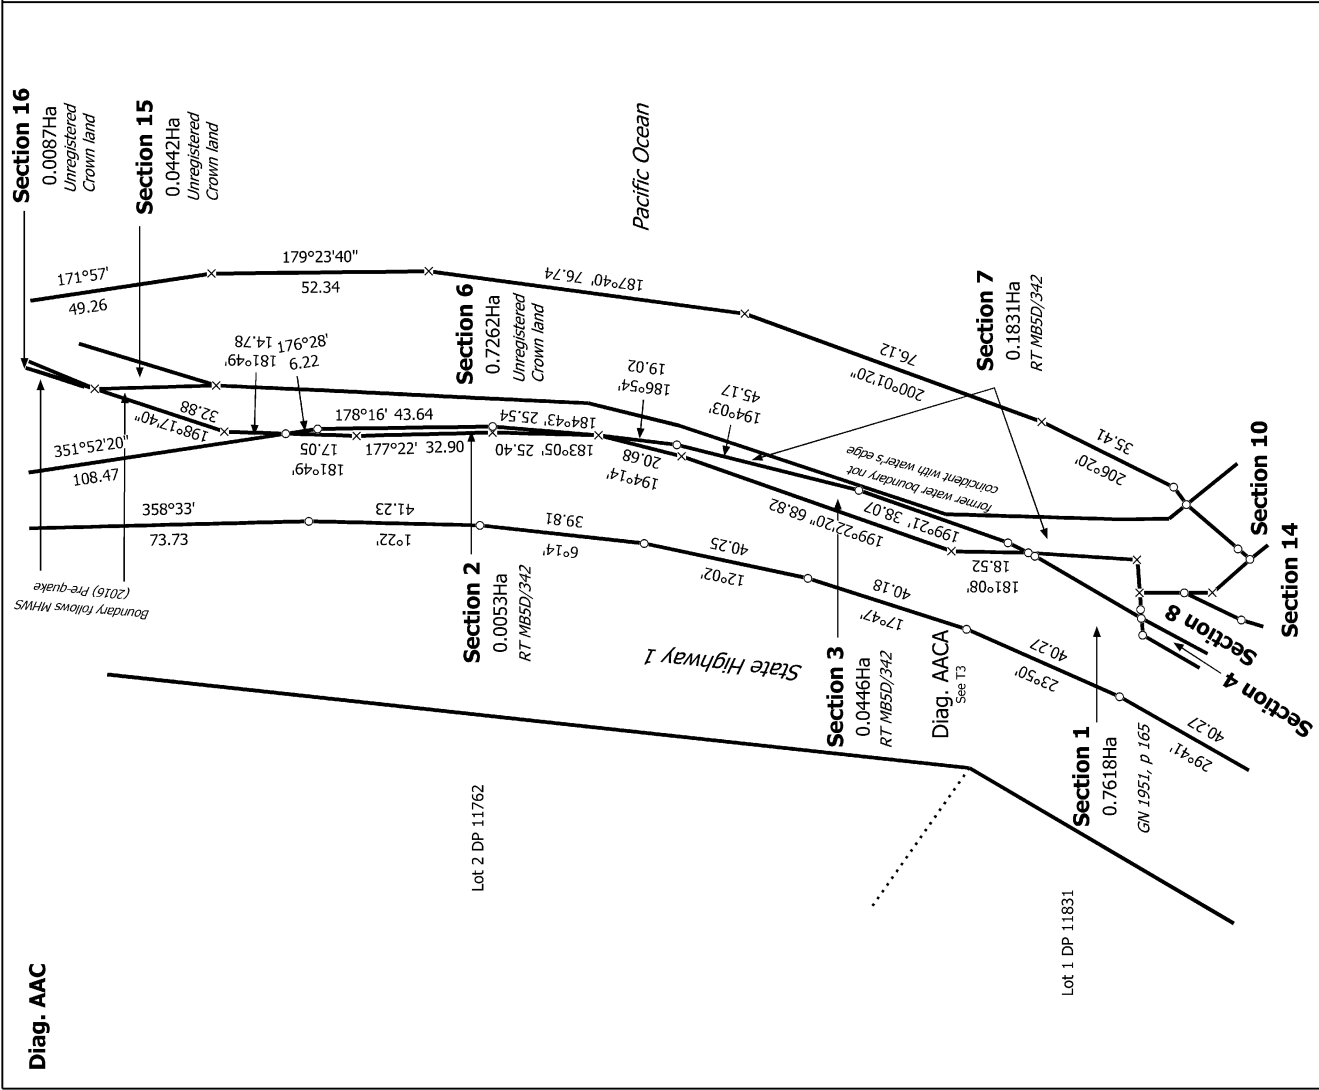 Diag. AAC
Section 16
0.0087Ha
Unregistered
Crown land
Section 15
0.0442Ha
Unregistered
Crown land
Pacific Ocean
171°57'
49.26
179°23'40"
52.34
187°40' 76.74
76.12
200°01'20"
35.41
206°20'
Section 6
0.7262Ha
Unregistered
Crown land
Section 7
0.1831Ha
RT MB5D/342
181°49'
14.78
176°28'
6.22
198°17'40"
32.88
351°52'20"
108.47
178°16' 43.64
184°43' 25.54
181°49'
17.05
177°22' 32.90
183°05' 25.40
186°54'
19.02
194°03'
45.17
194°14'
20.68
199°22'20" 68.82
199°21' 38.07
181°08'
18.52
former water boundary not
coincident with water's edge
358°33'
73.73
41.23
1°22'
39.81
6°14'
40.25
12°02'
40.18
17°47'
40.27
23°50'
40.27
29°41'
Boundary follows MHWS
(2016) Pre-quake
Section 2
0.0053Ha
RT MB5D/342
State Highway 1
Section 3
0.0446Ha
RT MB5D/342
Diag. AACA
See T3
Section 1
0.7618Ha
GN 1951, p 165
Section 4
Section 8
Section 10
Section 14
Lot 2 DP 11762
Lot 1 DP 11831